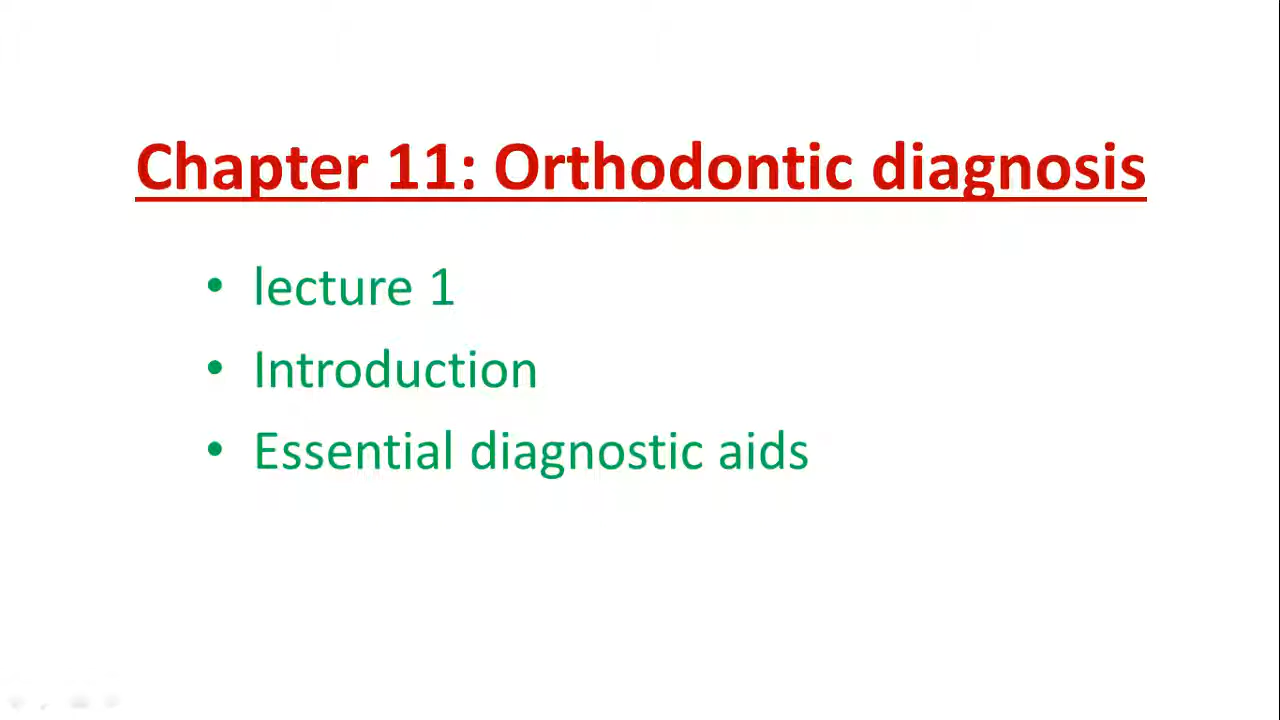 Chapter 11: Orthodontic diagnosis
• lecture 1
• Introduction
• Essential diagnostic aids